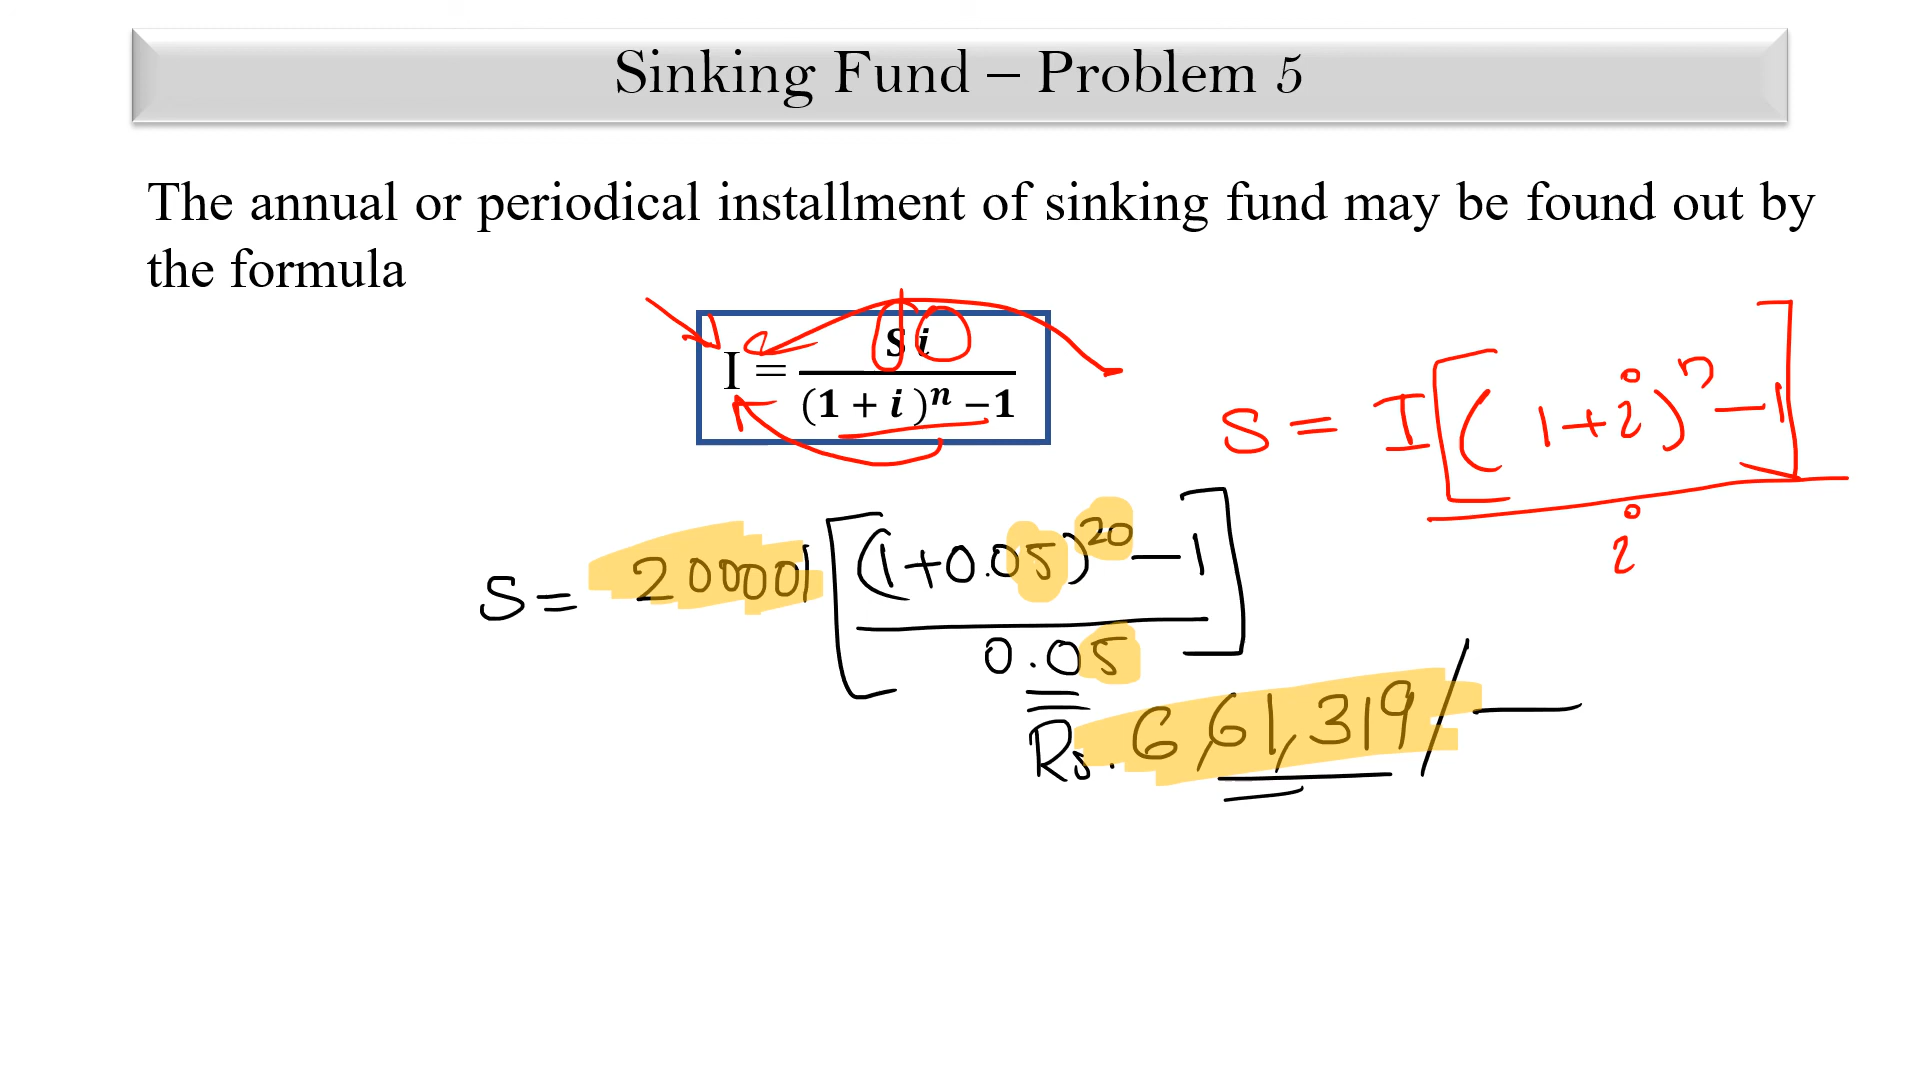 Sinking Fund – Problem 5
The annual or periodical installment of sinking fund may be found out by
the formula
I = S i / (1 + i )^n −1
S = I [(1+i)^n −1] / i
S = 20000 [(1+0.05)^20 −1 / 0.05]
Rs. 6,61,319/—